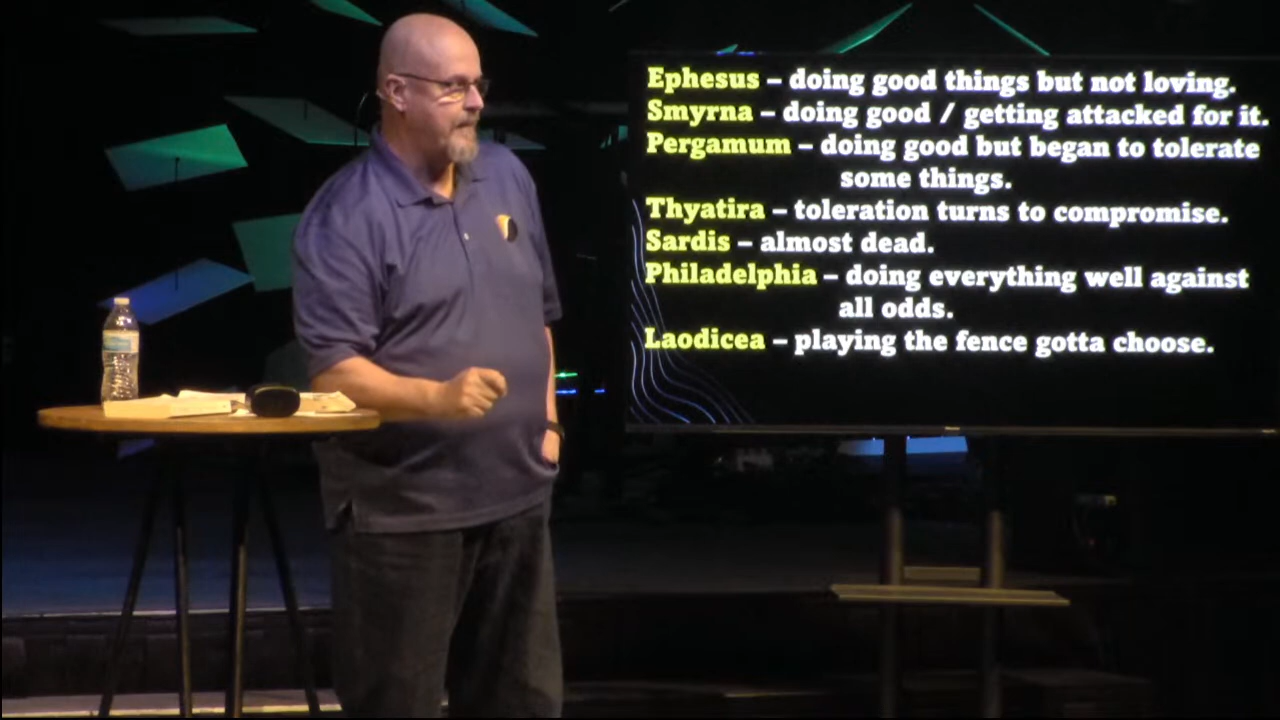 Ephesus – doing good things but not loving.
Smyrna – doing good / getting attacked for it.
Pergamum – doing good but began to tolerate
some things.
Thyatira – toleration turns to compromise.
Sardis – almost dead.
Philadelphia – doing everything well against
all odds.
Laodicea – playing the fence gotta choose.